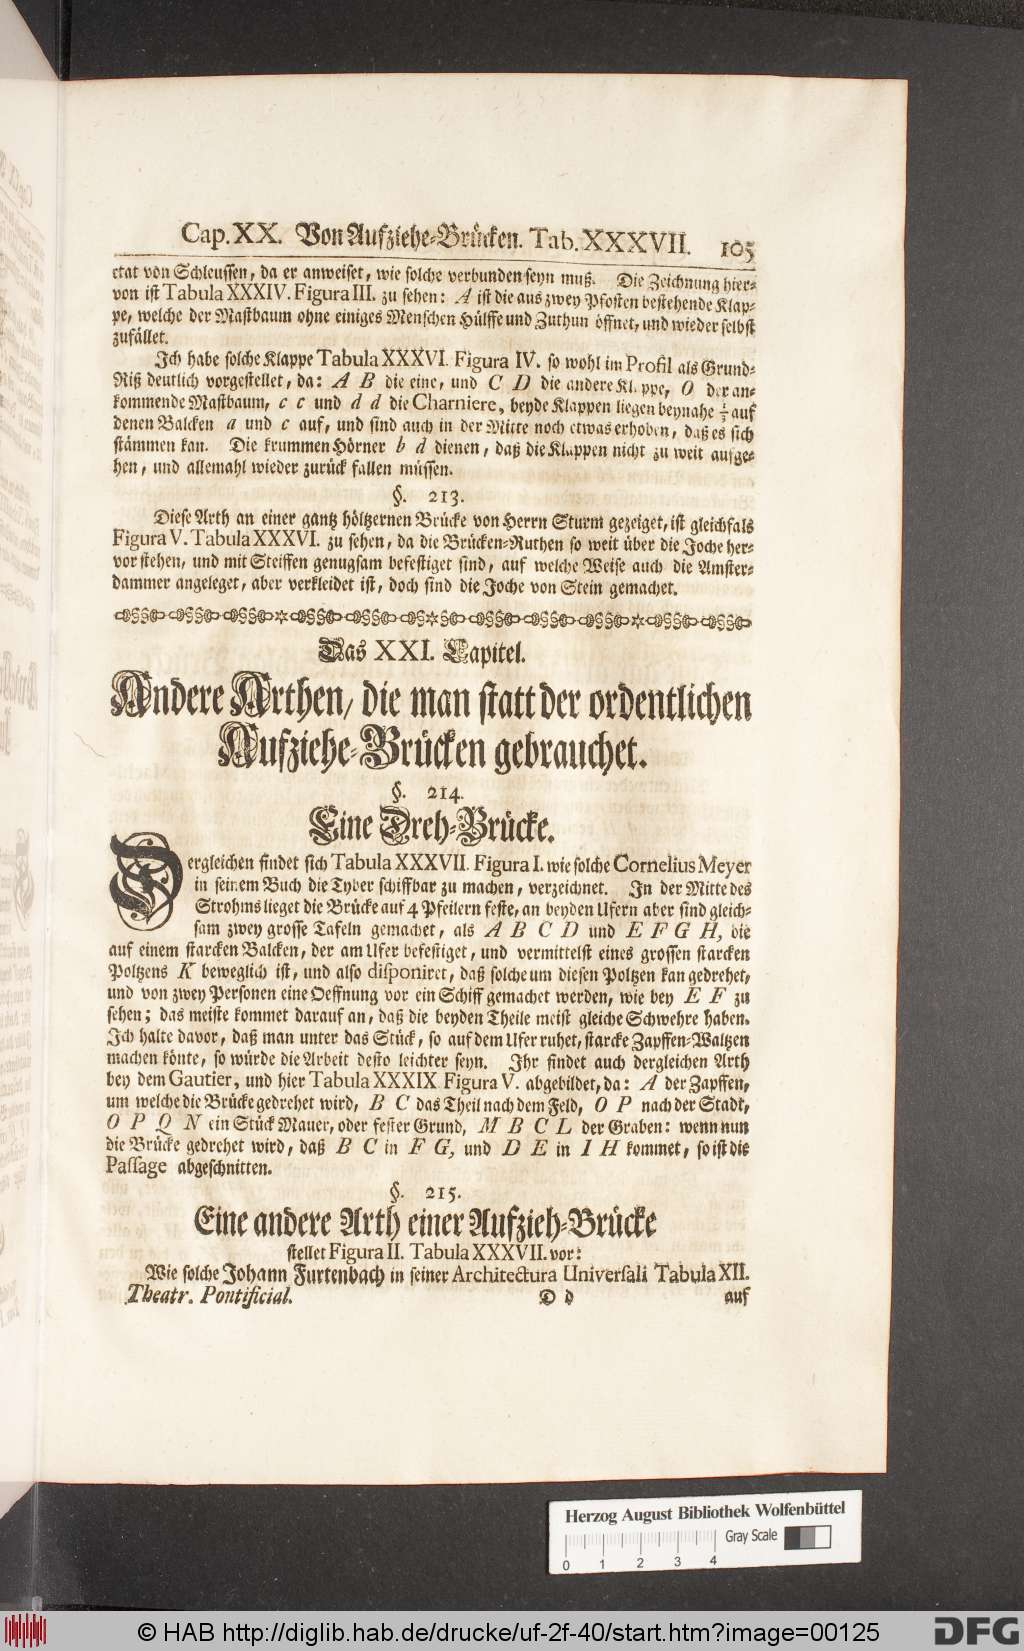 Cap. XX. Von Aufziehe-Brücken. Tab. XXXVII. 105
ctat von Schleussen, da er anweiset, wie solche verbunden seyn muß. Die Zeichnung hier-
von ist Tabula XXXIV. Figura III. zu sehen: A ist die aus zwey Pfosten bestehende Klap-
pe, welche der Mastbaum ohne einiges Menschen Hülffe und Zuthun öffnet, und wieder selbst
zufället.
Ich habe solche Klappe Tabula XXXVI. Figura IV. so wohl im Profil als Grund-
Riß deutlich vorgestellet, da: A B die eine, und C D die andere Klappe, O der an-
kommende Mastbaum, c c und d d die Charniere, beyde Klappen liegen beynahe auf
denen Balcken a und c auf, und sind auch in der Mitte noch etwas erhoben, daß es sich
stämmen kan. Die krummen Hörner b d dienen, daß die Klappen nicht zu weit aufge-
hen, und allemahl wieder zurück fallen müssen.
§. 213.
Diese Arth an einer gantz höltzernen Brücke von Herrn Sturm gezeiget, ist gleichfals
Figura V. Tabula XXXVI. zu sehen, da die Brücken-Ruthen so weit über die Joche her-
vor stehen, und mit Steiffen genugsam befestiget sind, auf welche Weise auch die Amster-
dammer angeleget, aber verkleidet ist, doch sind die Joche von Stein gemachet.
Das XXI. Capitel.
Andere Arthen, die man statt der ordentlichen
Aufziehe-Brücken gebrauchet.
§. 214.
Eine Dreh-Brücke.
Dergleichen findet sich Tabula XXXVII. Figura I. wie solche Cornelius Meyer
in seinem Buch die Tyber schiffbar zu machen, verzeichnet. In der Mitte des
Strohms lieget die Brücke auf 4 Pfeilern feste, an beyden Ufern aber sind gleich-
sam zwey grosse Tafeln gemachet, als A B C D und E F G H, die
auf einem starcken Balcken, der am Ufer befestiget, und vermittelst eines grossen starcken
Poltzens K beweglich ist, und also disponiret, daß solche um diesen Poltzen kan gedrehet,
und von zwey Personen eine Oeffnung vor ein Schiff gemachet werden, wie bey E F zu
sehen; das meiste kommet darauf an, daß die beyden Theile meist gleiche Schwehre haben.
Ich halte davor, daß man unter das Stück, so auf dem Ufer ruhet, starcke Zapffen-Waltzen
machen könte, so würde die Arbeit desto leichter seyn. Ihr findet auch dergleichen Arth
bey dem Gautier, und hier Tabula XXXIX Figura V. abgebildet, da: A der Zapffen,
um welche die Brücke gedrehet wird, B C das Theil nach dem Feld, O P nach der Stadt,
O P Q N ein Stück Mauer, oder fester Grund, M B C L der Graben: wenn nun
die Brücke gedrehet wird, daß B C in F G, und D E in I H kommet, so ist die
Passage abgeschnitten.
§. 215.
Eine andere Arth einer Aufzieh-Brücke
stellet Figura II. Tabula XXXVII. vor:
Wie solche Johann Furtenbach in seiner Architectura Universali Tabula XII.
Theatr. Pontificial. D d auf
Herzog August Bibliothek Wolfenbüttel
Gray Scale
0 1 2 3 4
© HAB http://diglib.hab.de/drucke/uf-2f-40/start.htm?image=00125
DFG